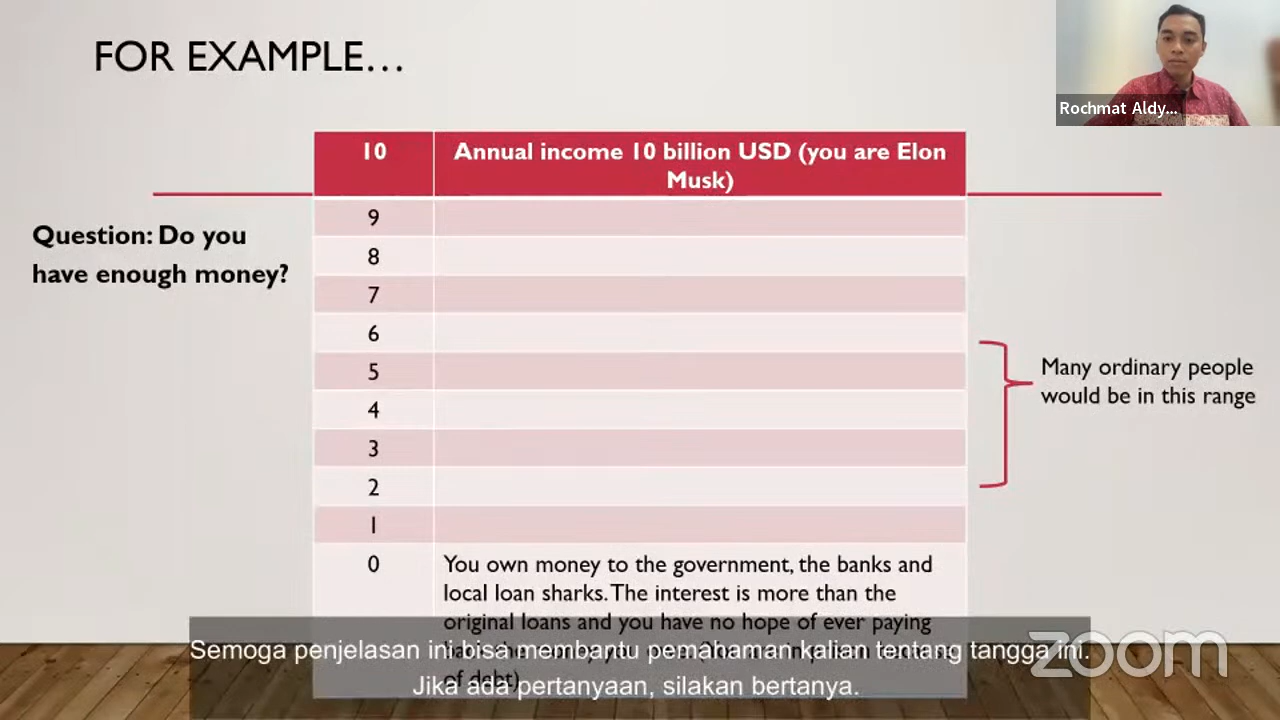 FOR EXAMPLE…
Rochmat Aldy...
10
Annual income 10 billion USD (you are Elon
Musk)
Question: Do you
have enough money?
9
8
7
6
5
4
3
2
1
Many ordinary people
would be in this range
0
You own money to the government, the banks and
local loan sharks. The interest is more than the
original loans and you have no hope of ever paying
of debt)
Semoga penjelasan ini bisa membantu pemahaman kalian tentang tangga ini.
Jika ada pertanyaan, silakan bertanya.
zoom